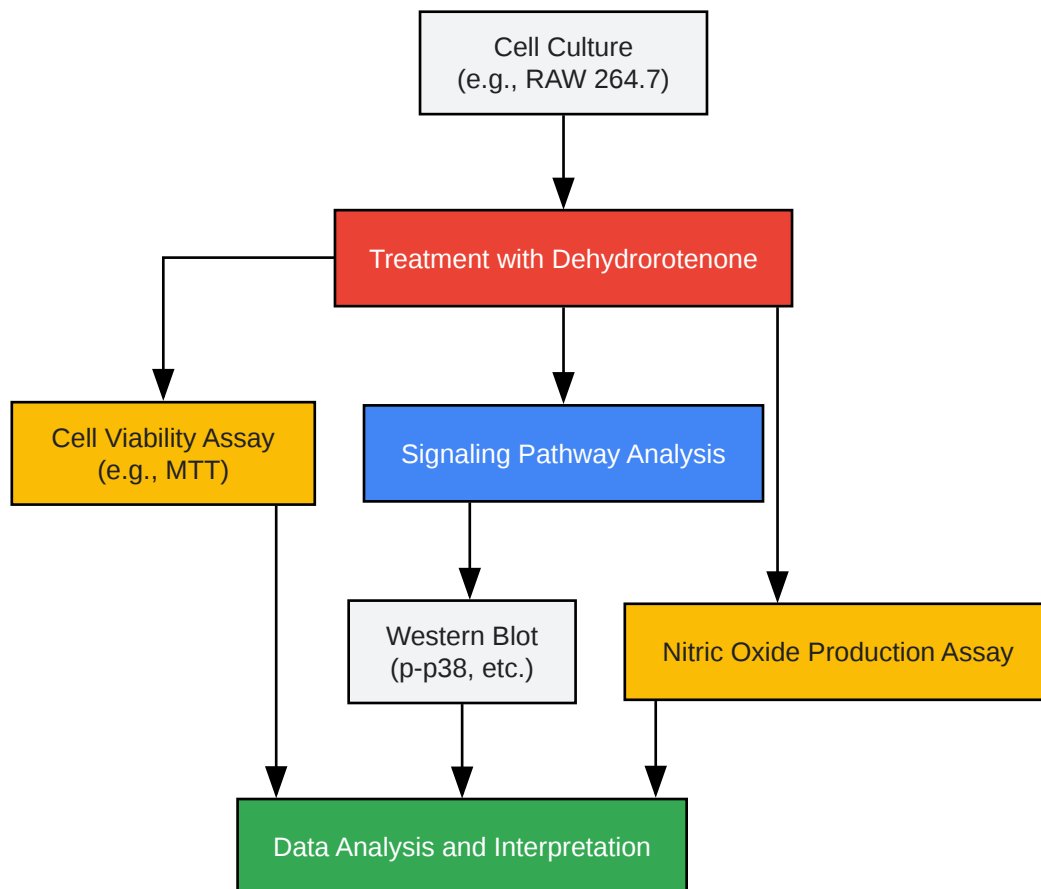 Cell Culture
(e.g., RAW 264.7)
Treatment with Dehydrorotenone
Cell Viability Assay
(e.g., MTT)
Signaling Pathway Analysis
Western Blot
(p-p38, etc.)
Nitric Oxide Production Assay
Data Analysis and Interpretation